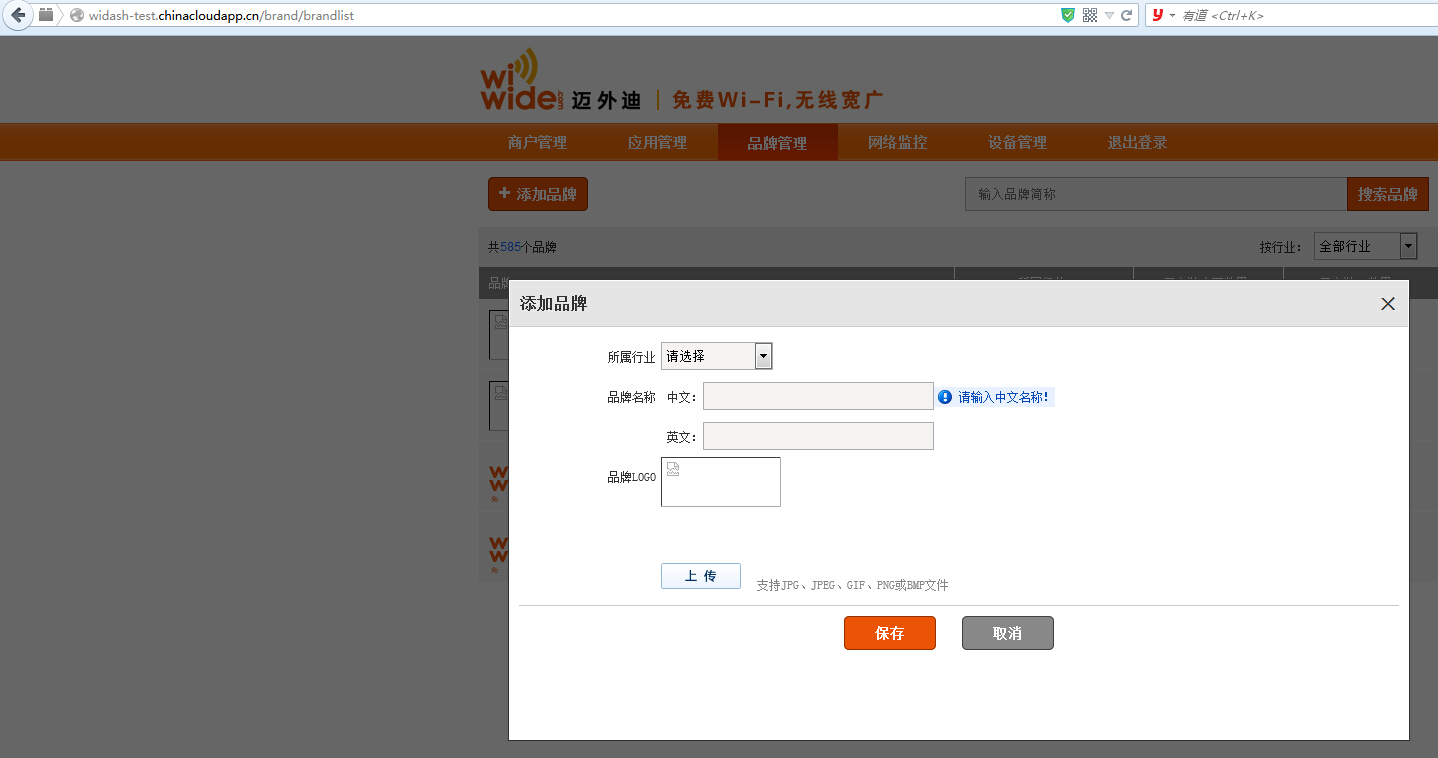 widash-test.chinacloudapp.cn/brand/brandlist
有道 <Ctrl+K>
wi
wide 迈外迪 | 免费Wi-Fi,无线宽广
商户管理 应用管理 品牌管理 网络监控 设备管理 退出登录
+ 添加品牌 输入品牌简称 搜索品牌
共585个品牌 按行业: 全部行业
添加品牌
所属行业 请选择
品牌名称 中文: 请输入中文名称!
英文:
品牌LOGO
上 传 支持JPG、JPEG、GIF、PNG或BMP文件
保存 取消